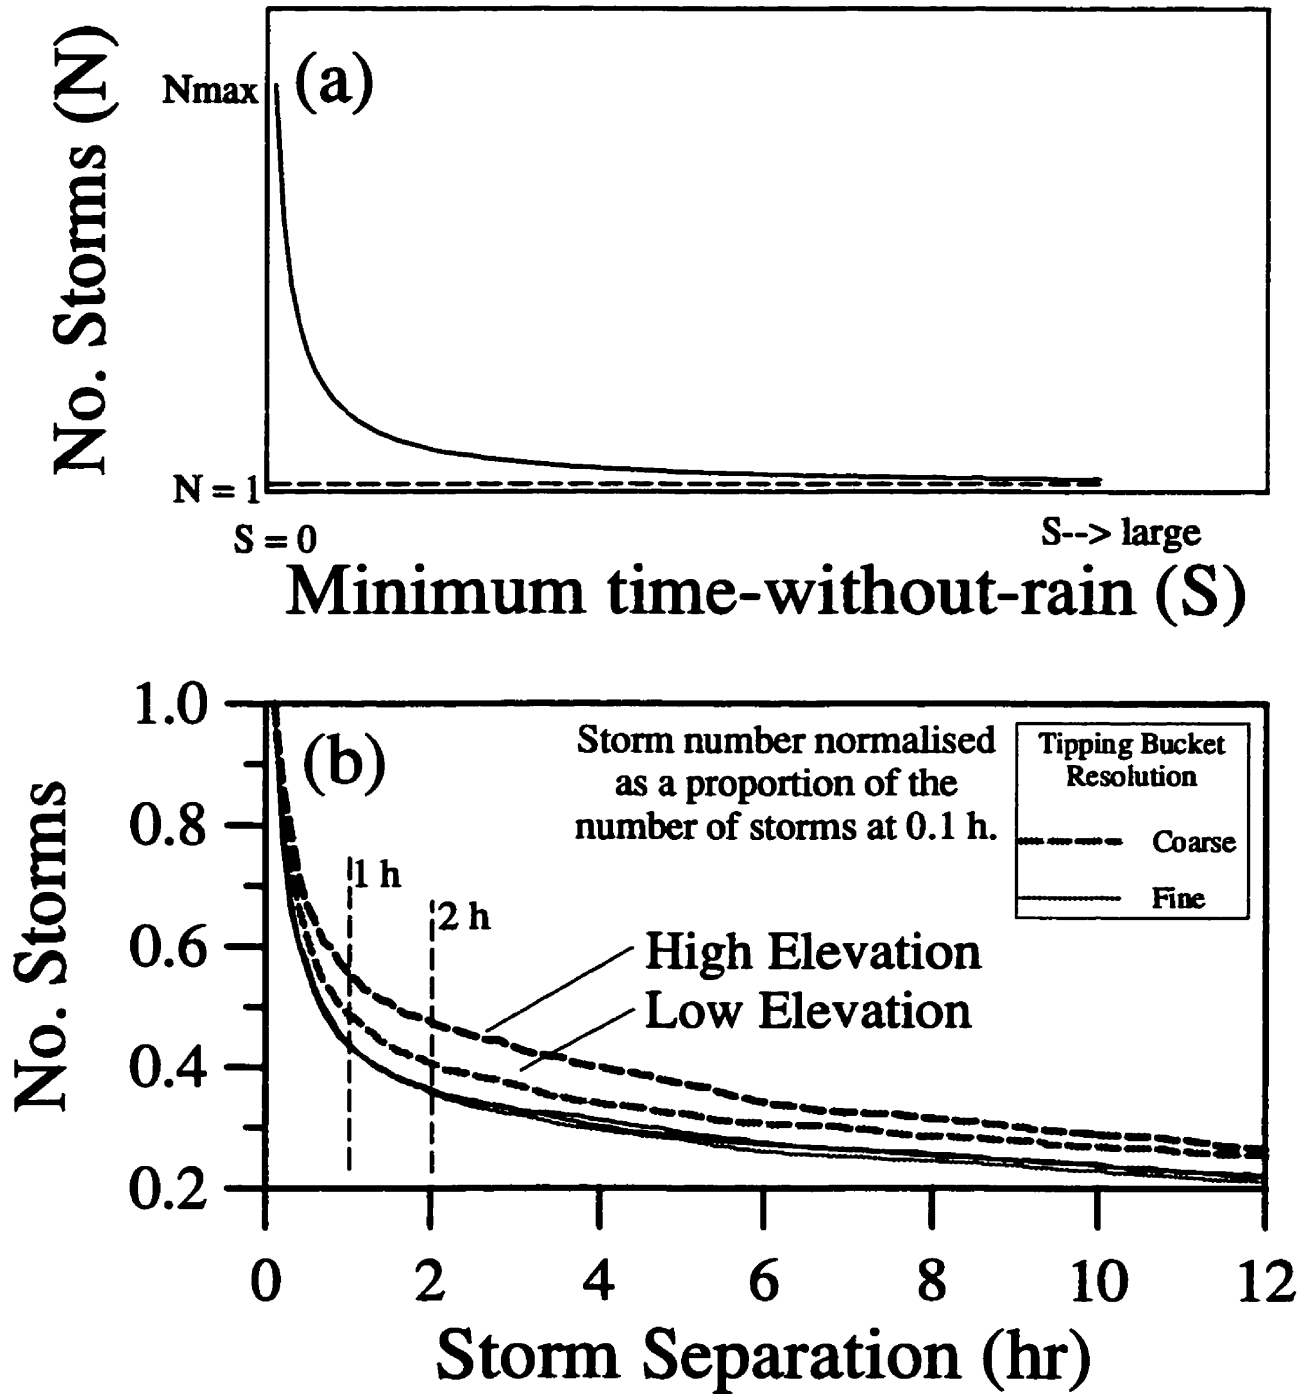 No. Storms (N)
Nmax
(a)
N = 1
S = 0
S--> large
Minimum time-without-rain (S)
No. Storms
1.0
0.8
0.6
0.4
0.2
(b)
Storm number normalised
as a proportion of the
number of storms at 0.1 h.
Tipping Bucket
Resolution
Coarse
Fine
1 h
2 h
High Elevation
Low Elevation
0 2 4 6 8 10 12
Storm Separation (hr)